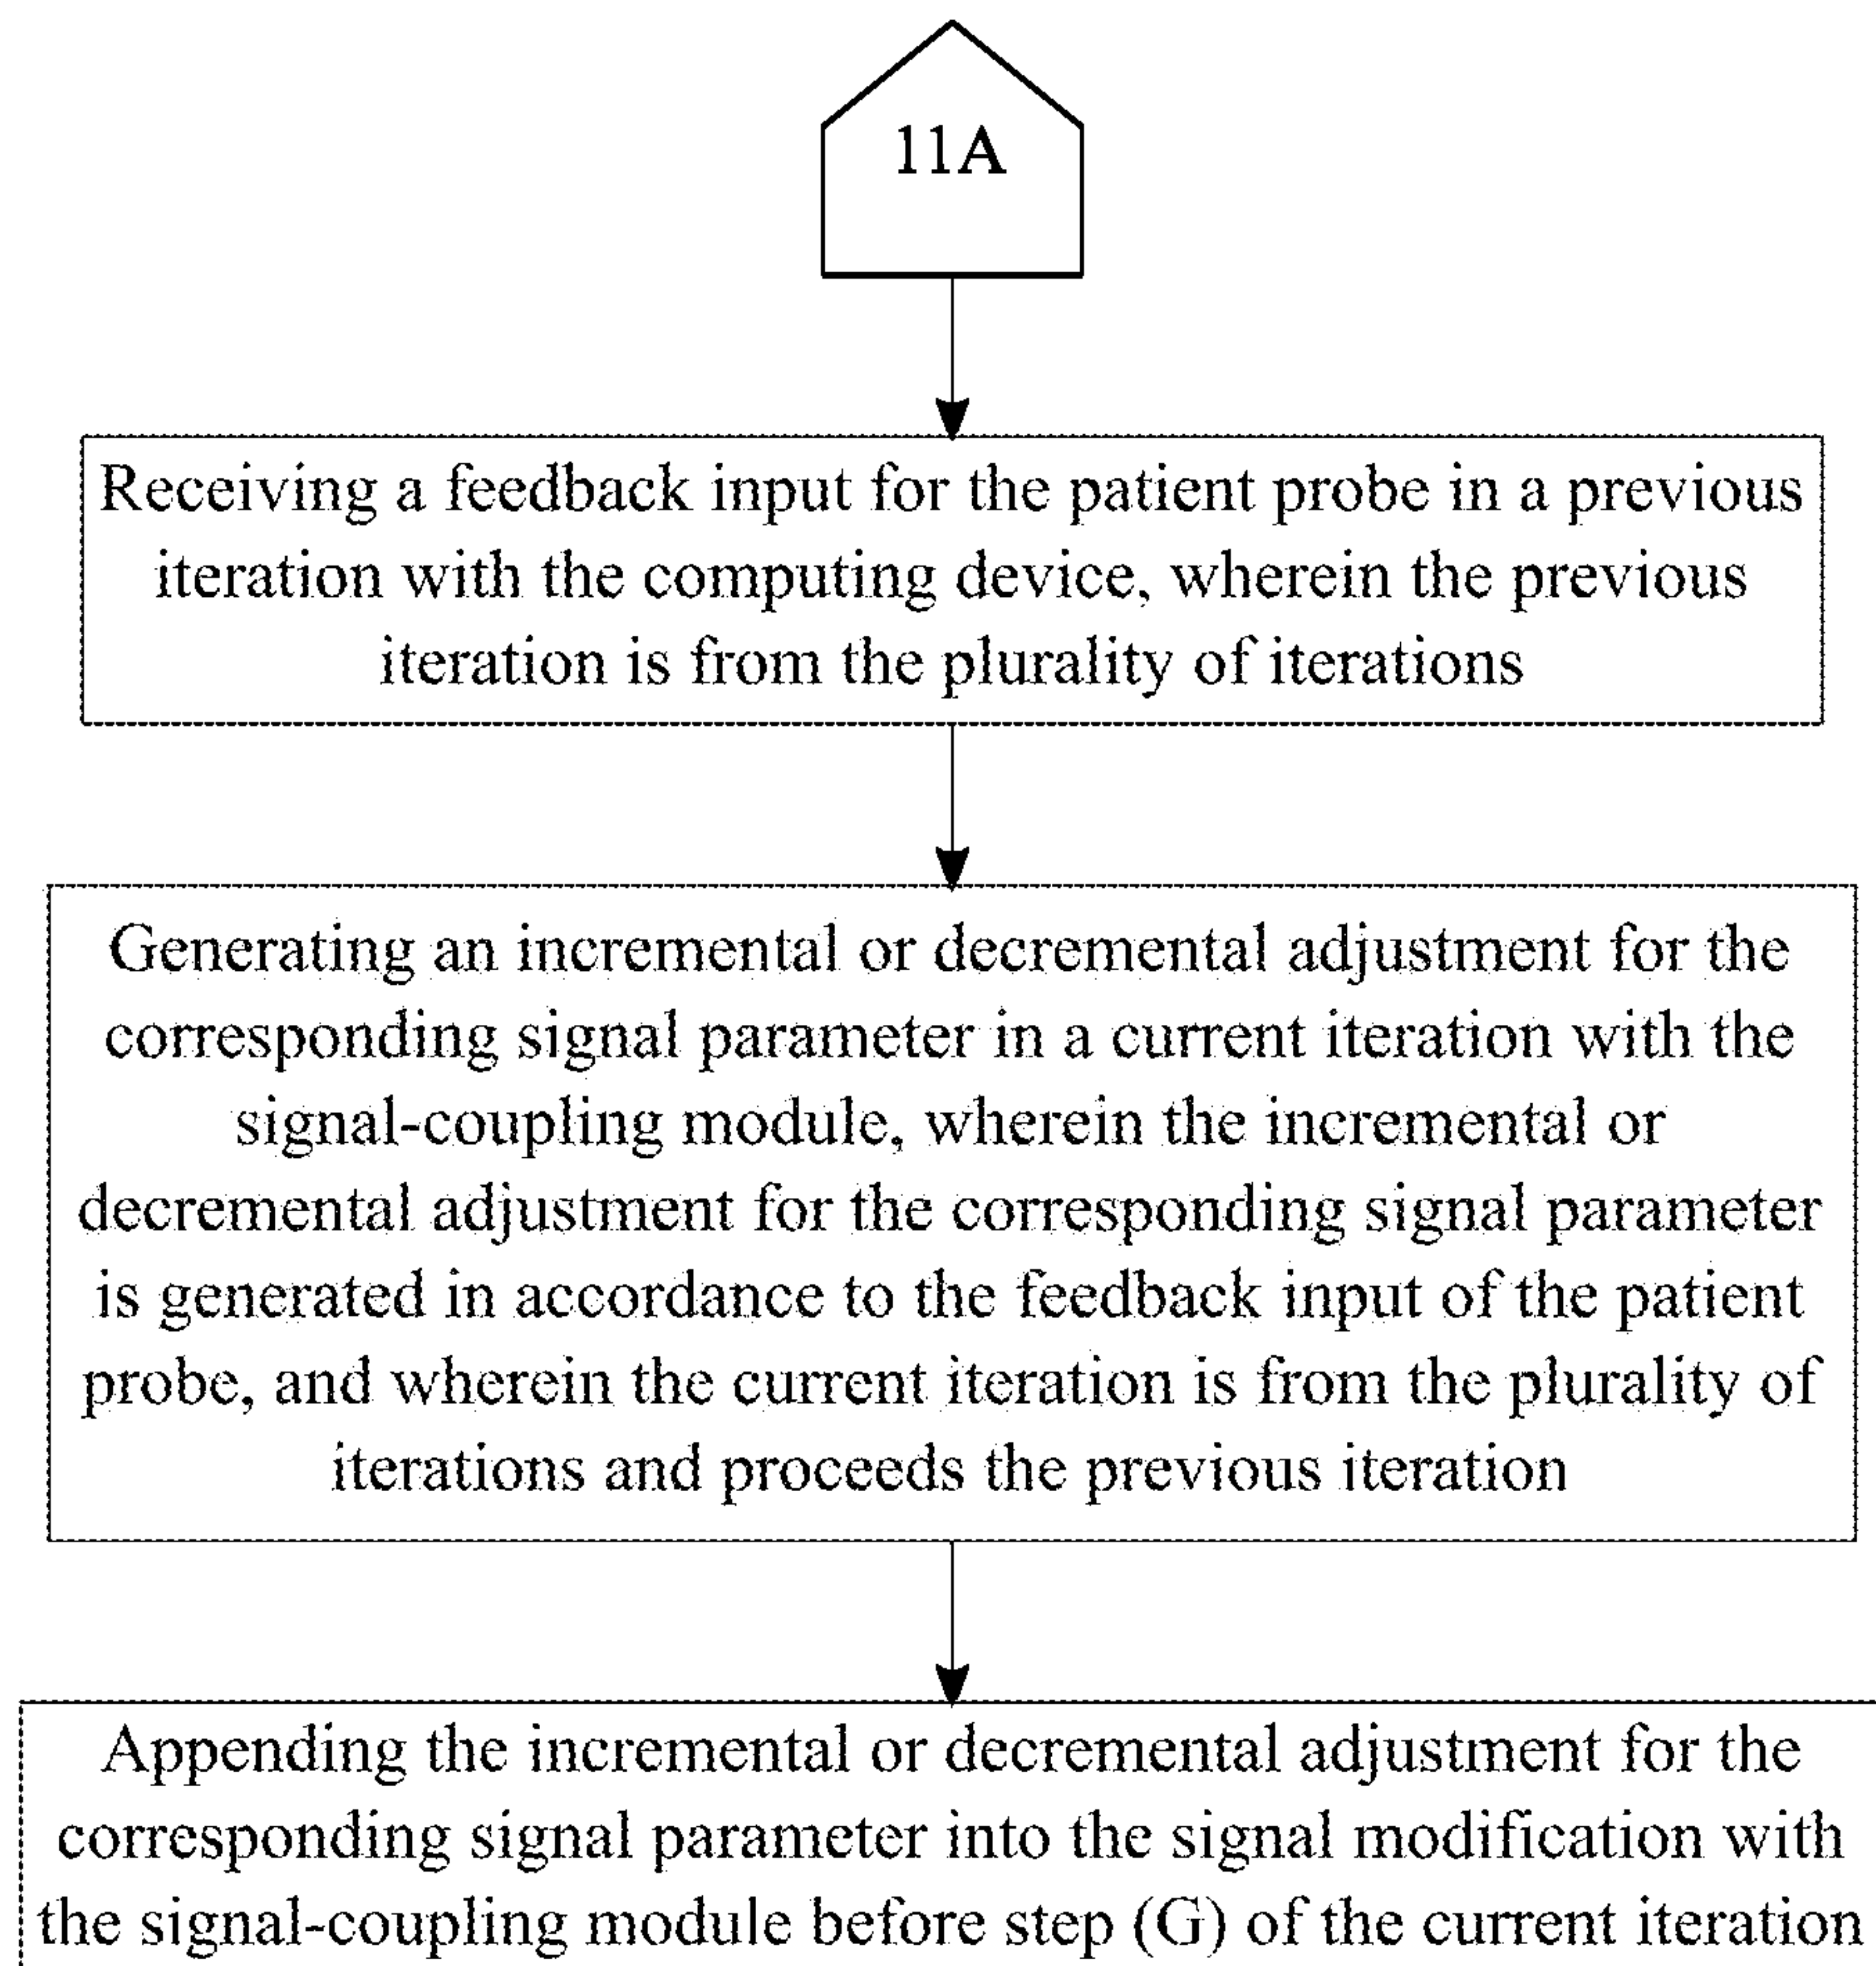 11A
Receiving a feedback input for the patient probe in a previous
iteration with the computing device, wherein the previous
iteration is from the plurality of iterations
Generating an incremental or decremental adjustment for the
corresponding signal parameter in a current iteration with the
signal-coupling module, wherein the incremental or
decremental adjustment for the corresponding signal parameter
is generated in accordance to the feedback input of the patient
probe, and wherein the current iteration is from the plurality of
iterations and proceeds the previous iteration
Appending the incremental or decremental adjustment for the
corresponding signal parameter into the signal modification with
the signal-coupling module before step (G) of the current iteration